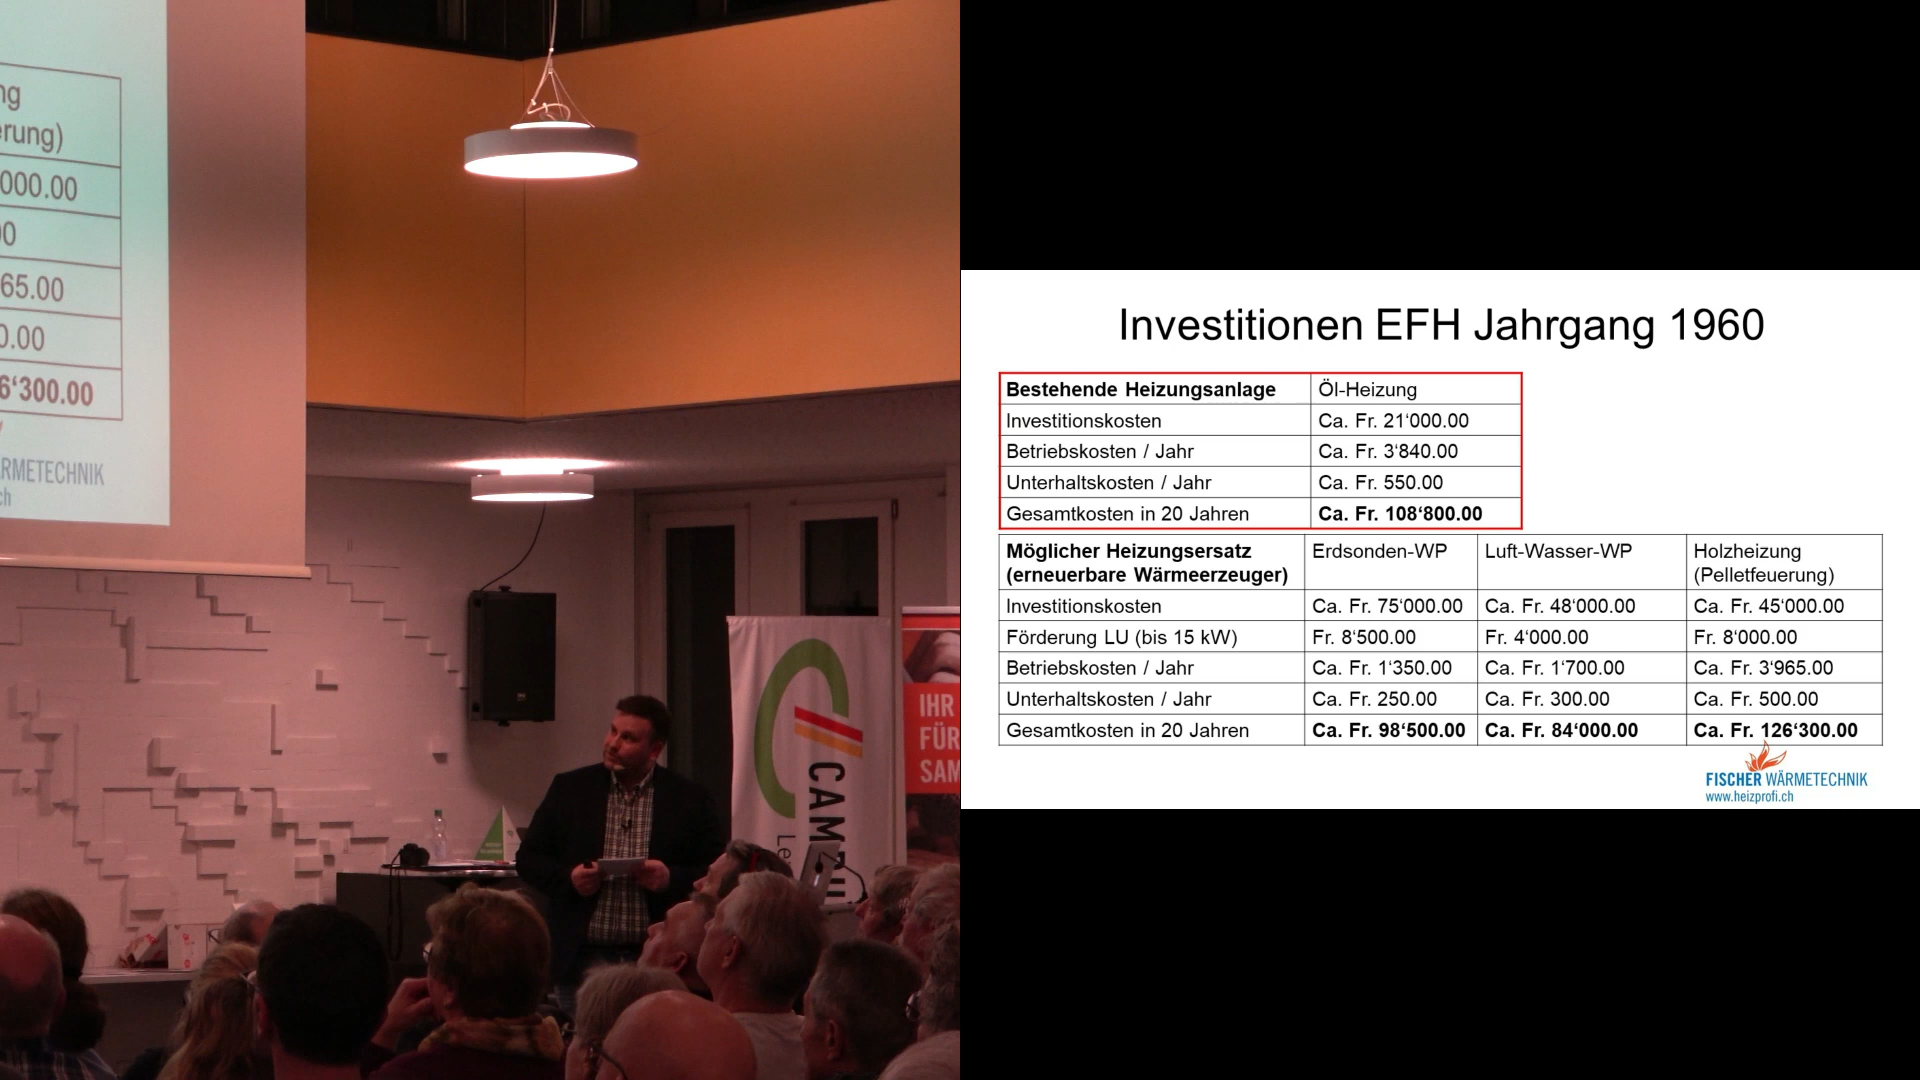 ng
erung)
000.00
00
65.00
0.00
6‘300.00
RMETECHNIK
ch
CAMPU
Le
IHR
FÜR
SAM
Investitionen EFH Jahrgang 1960
Bestehende Heizungsanlage Öl-Heizung
Investitionskosten Ca. Fr. 21‘000.00
Betriebskosten / Jahr Ca. Fr. 3‘840.00
Unterhaltskosten / Jahr Ca. Fr. 550.00
Gesamtkosten in 20 Jahren Ca. Fr. 108‘800.00
Möglicher Heizungsersatz Erdsonden-WP Luft-Wasser-WP Holzheizung
(erneuerbare Wärmeerzeuger) (Pelletfeuerung)
Investitionskosten Ca. Fr. 75‘000.00 Ca. Fr. 48‘000.00 Ca. Fr. 45‘000.00
Förderung LU (bis 15 kW) Fr. 8‘500.00 Fr. 4‘000.00 Fr. 8‘000.00
Betriebskosten / Jahr Ca. Fr. 1‘350.00 Ca. Fr. 1‘700.00 Ca. Fr. 3‘965.00
Unterhaltskosten / Jahr Ca. Fr. 250.00 Ca. Fr. 300.00 Ca. Fr. 500.00
Gesamtkosten in 20 Jahren Ca. Fr. 98‘500.00 Ca. Fr. 84‘000.00 Ca. Fr. 126‘300.00
FISCHER WÄRMETECHNIK
www.heizprofi.ch